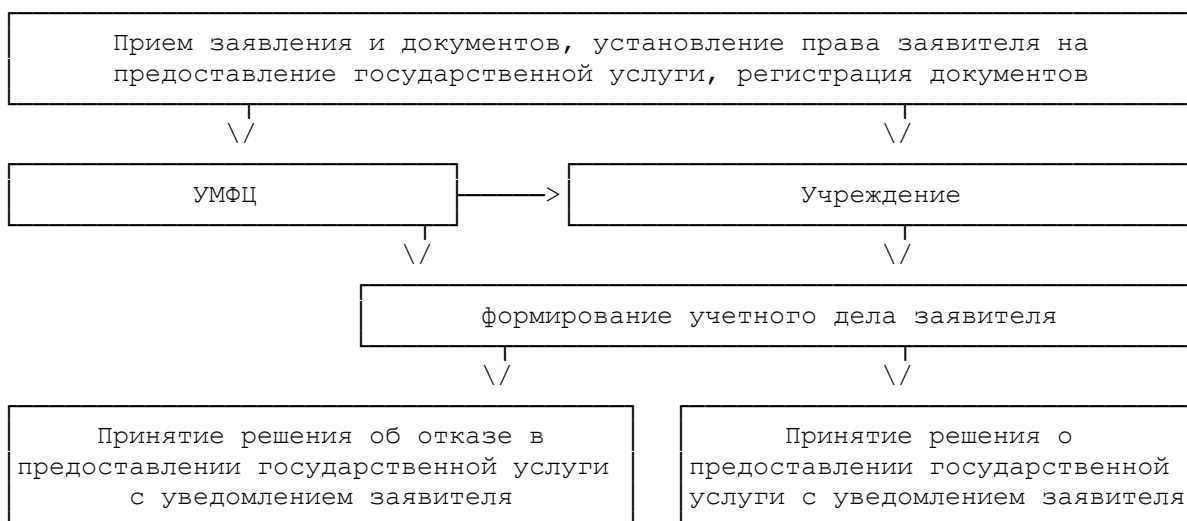 Прием заявления и документов, установление права заявителя на
предоставление государственной услуги, регистрация документов
УМФЦ
Учреждение
формирование учетного дела заявителя
Принятие решения об отказе в
предоставлении государственной услуги
с уведомлением заявителя
Принятие решения о
предоставлении государственной
услуги с уведомлением заявителя